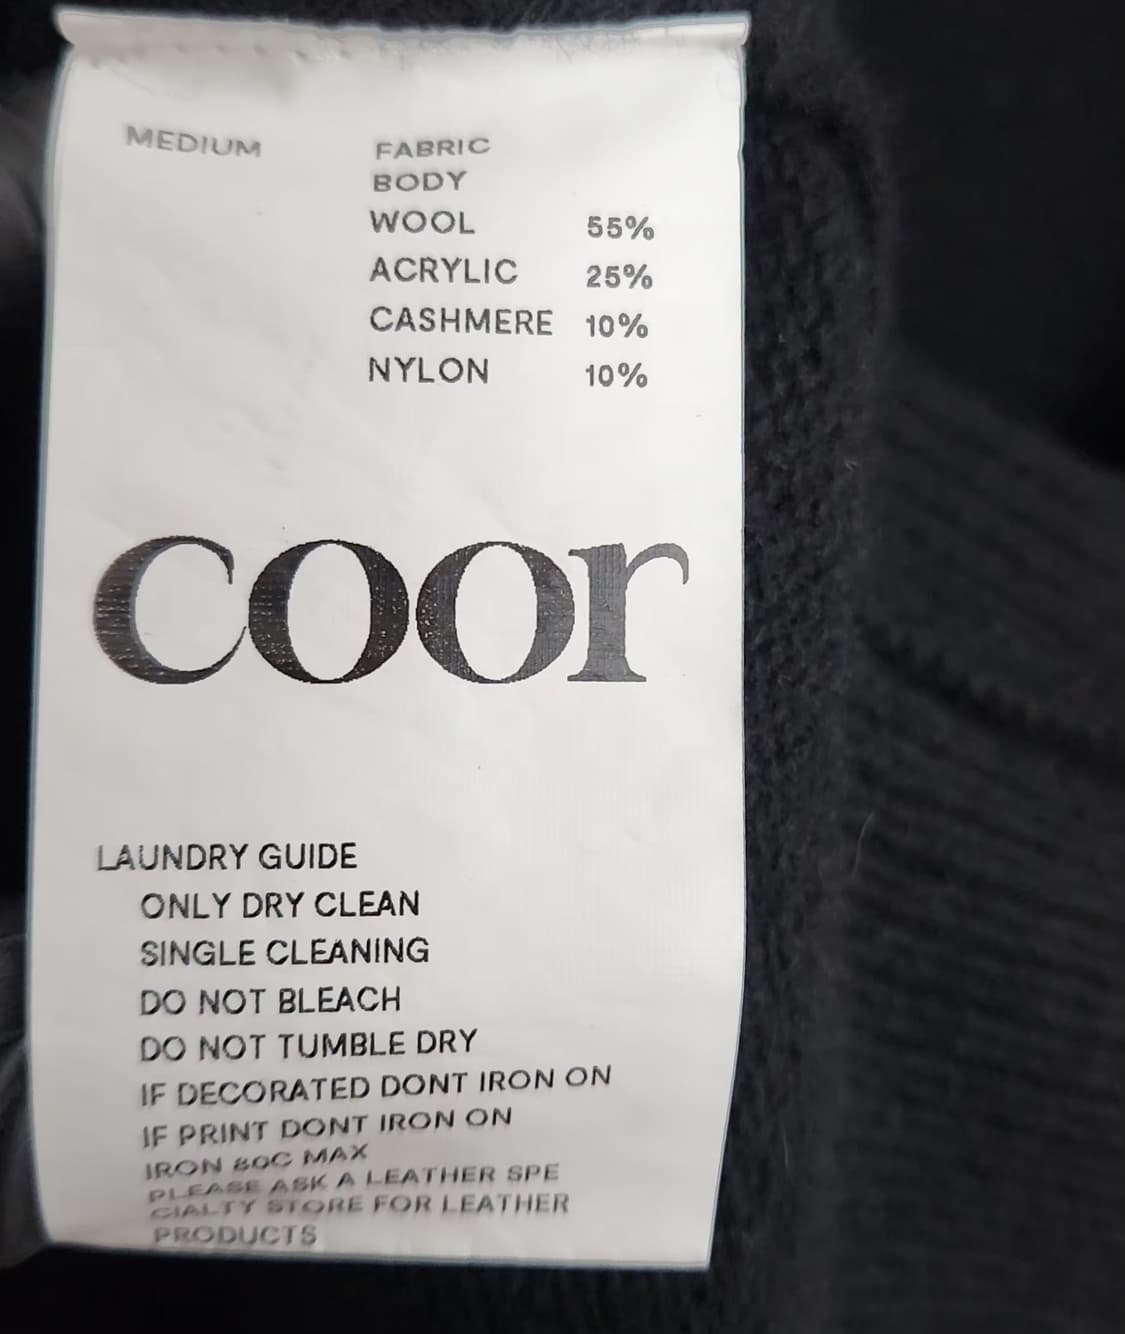 MEDIUM
FABRIC
BODY
WOOL 55%
ACRYLIC 25%
CASHMERE 10%
NYLON 10%
coor
LAUNDRY GUIDE
ONLY DRY CLEAN
SINGLE CLEANING
DO NOT BLEACH
DO NOT TUMBLE DRY
IF DECORATED DONT IRON ON
IF PRINT DONT IRON ON
IRON 80C MAX
PLEASE ASK A LEATHER SPE
CIALTY STORE FOR LEATHER
PRODUCTS